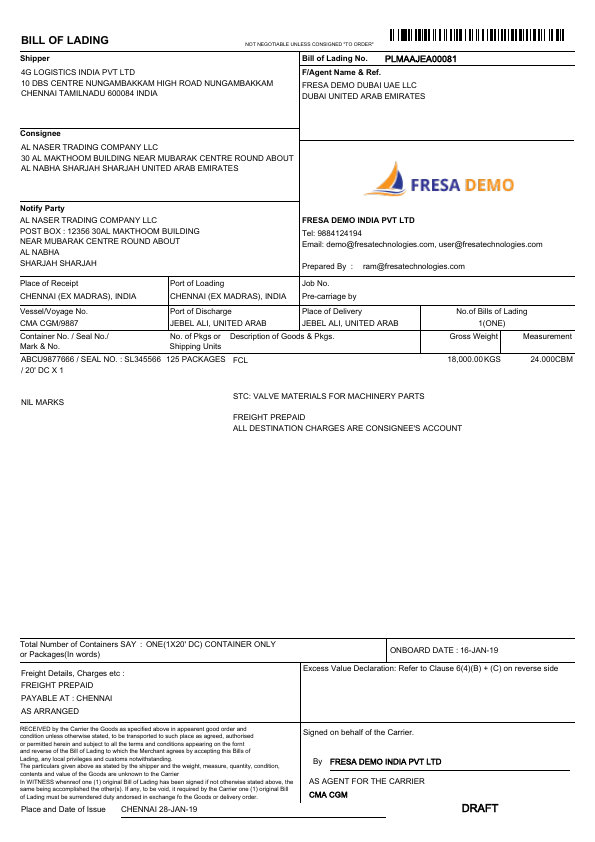 BILL OF LADING
NOT NEGOTIABLE UNLESS CONSIGNED "TO ORDER"
Shipper
4G LOGISTICS INDIA PVT LTD
10 DBS CENTRE NUNGAMBAKKAM HIGH ROAD NUNGAMBAKKAM
CHENNAI TAMILNADU 600084 INDIA
Bill of Lading No. PLMAAJEA00081
F/Agent Name & Ref.
FRESA DEMO DUBAI UAE LLC
DUBAI UNITED ARAB EMIRATES
Consignee
AL NASER TRADING COMPANY LLC
30 AL MAKTHOOM BUILDING NEAR MUBARAK CENTRE ROUND ABOUT
AL NABHA SHARJAH SHARJAH UNITED ARAB EMIRATES
FRESA DEMO
Notify Party
AL NASER TRADING COMPANY LLC
POST BOX : 12356 30AL MAKTHOOM BUILDING
NEAR MUBARAK CENTRE ROUND ABOUT
AL NABHA
SHARJAH SHARJAH
FRESA DEMO INDIA PVT LTD
Tel: 9884124194
Email: demo@fresatechnologies.com, user@fresatechnologies.com
Prepared By : ram@fresatechnologies.com
Place of Receipt
CHENNAI (EX MADRAS), INDIA
Port of Loading
CHENNAI (EX MADRAS), INDIA
Job No.
Pre-carriage by
Vessel/Voyage No.
CMA CGM/9887
Port of Discharge
JEBEL ALI, UNITED ARAB
Place of Delivery
JEBEL ALI, UNITED ARAB
No.of Bills of Lading
1(ONE)
Container No. / Seal No./
Mark & No.
No. of Pkgs or
Shipping Units
Description of Goods & Pkgs.
Gross Weight
Measurement
ABCU9877666 / SEAL NO. : SL345566 125 PACKAGES FCL 18,000.00KGS 24.000CBM
/ 20' DC X 1
NIL MARKS
STC: VALVE MATERIALS FOR MACHINERY PARTS
FREIGHT PREPAID
ALL DESTINATION CHARGES ARE CONSIGNEE'S ACCOUNT
Total Number of Containers SAY : ONE(1X20' DC) CONTAINER ONLY
or Packages(In words)
ONBOARD DATE : 16-JAN-19
Freight Details, Charges etc :
FREIGHT PREPAID
PAYABLE AT : CHENNAI
AS ARRANGED
Excess Value Declaration: Refer to Clause 6(4)(B) + (C) on reverse side
RECEIVED by the Carrier the Goods as specified above in appearent good order and
condition unless otherwise stated, to be transported to such place as agreed, authorised
or permitted herein and subject to all the terms and conditions appearing on the fornt
and reverse of the Bill of Lading to which the Merchant agrees by accepting this Bills of
Lading, any local privileges and customs notwithstanding.
The particulars given above as stated by the shipper and the weight, measure, quantity, condition,
contents and value of the Goods are unknown to the Carrier
In WITNESS whenreof one (1) original Bill of Lading has been signed if not otherwise stated above, the
same being accomplished the other(s). If any, to be void, it required by the Carrier one (1) original Bill
of Lading must be surrendered duty andorsed in exchange fo the Goods or delivery order.
Signed on behalf of the Carrier.
By FRESA DEMO INDIA PVT LTD
AS AGENT FOR THE CARRIER
CMA CGM
Place and Date of Issue CHENNAI 28-JAN-19
DRAFT